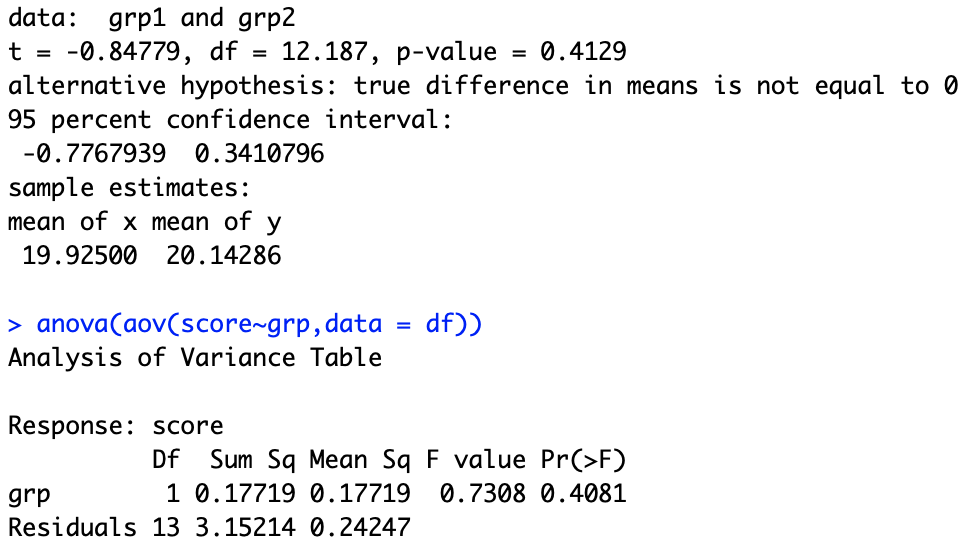 data:  grp1 and grp2
t = -0.84779, df = 12.187, p-value = 0.4129
alternative hypothesis: true difference in means is not equal to 0
95 percent confidence interval:
 -0.7767939  0.3410796
sample estimates:
mean of x mean of y
 19.92500  20.14286
> anova(aov(score~grp,data = df))
Analysis of Variance Table
Response: score
          Df  Sum Sq Mean Sq F value Pr(>F)
grp        1 0.17719 0.17719  0.7308 0.4081
Residuals 13 3.15214 0.24247